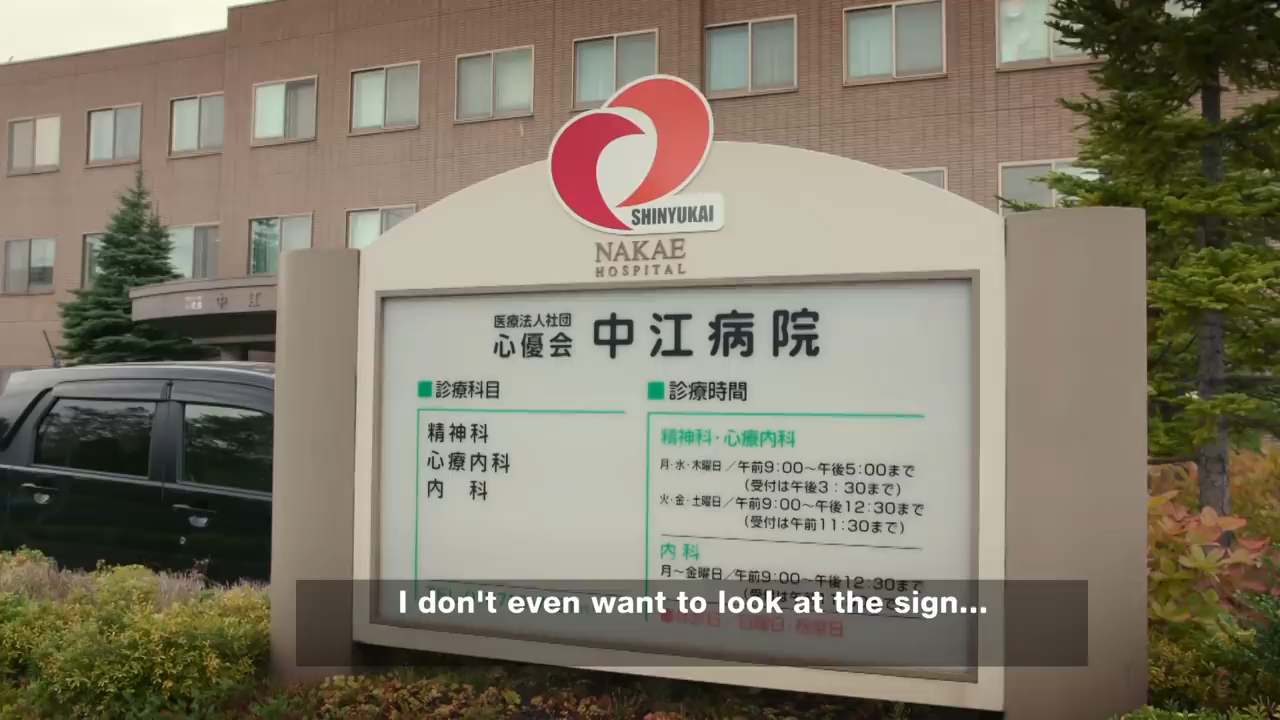 SHINYUKAI
NAKAE
HOSPITAL
中江
医療法人社団
心優会 中江病院
■診療科目
精神科
心療内科
内 科
■診療時間
精神科・心療内科
月・水・木曜日/午前9:00〜午後5:00まで
(受付は午後3:30まで)
火・金・土曜日/午前9:00〜午後12:30まで
(受付は午前11:30まで)
内科
月〜金曜日/午前9:00〜午後12:30まで
I don't even want to look at the sign...